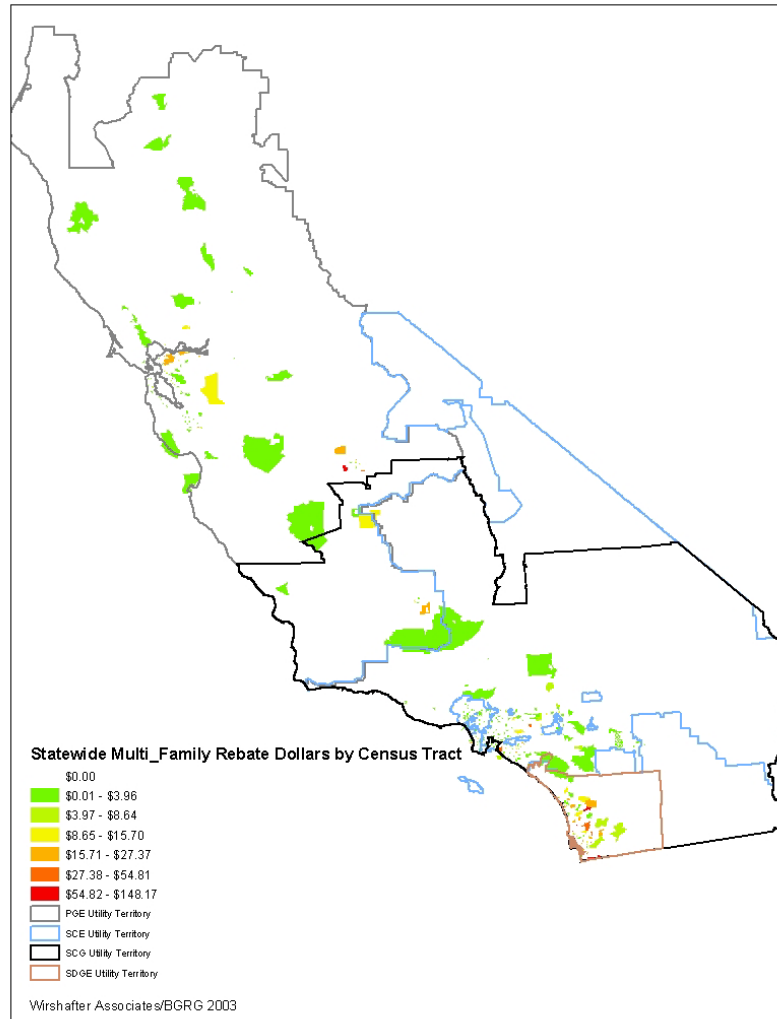 Statewide Multi_Family Rebate Dollars by Census Tract
$0.00
$0.01 - $3.96
$3.97 - $8.64
$8.65 - $15.70
$15.71 - $27.37
$27.38 - $54.81
$54.82 - $148.17
PGE Utility Territory
SCE Utility Territory
SCG Utility Territory
SDGE Utility Territory
Wirshafter Associates/BGRG 2003